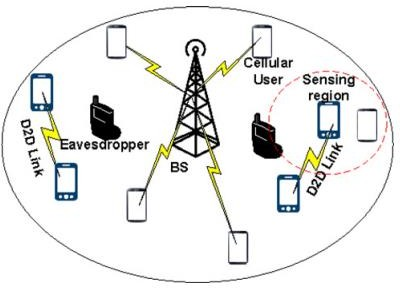 Cellular
User
Sensing
region
D2D Link
Eavesdropper
BS
D2D Link